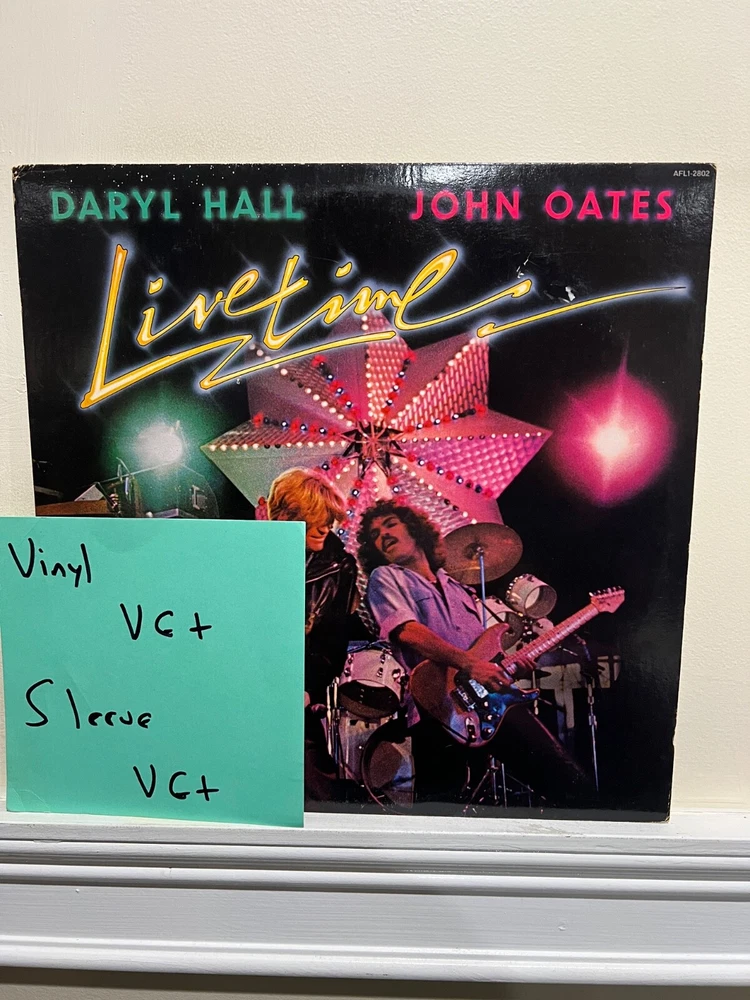 AFL1-2802
DARYL HALL JOHN OATES
Livetime
Vinyl
VG+
Sleeve
VG+